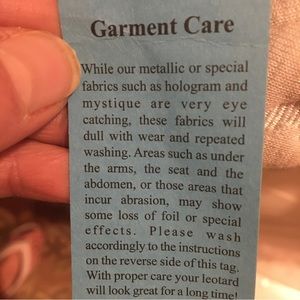 Garment Care
While our metallic or special
fabrics such as hologram and
mystique are very eye
catching, these fabrics will
dull with wear and repeated
washing. Areas such as under
the arms, the seat and the
abdomen, or those areas that
incur abrasion, may show
some loss of foil or special
effects. Please wash
accordingly to the instructions
on the reverse side of this tag.
With proper care your leotard
will look great for a long time!